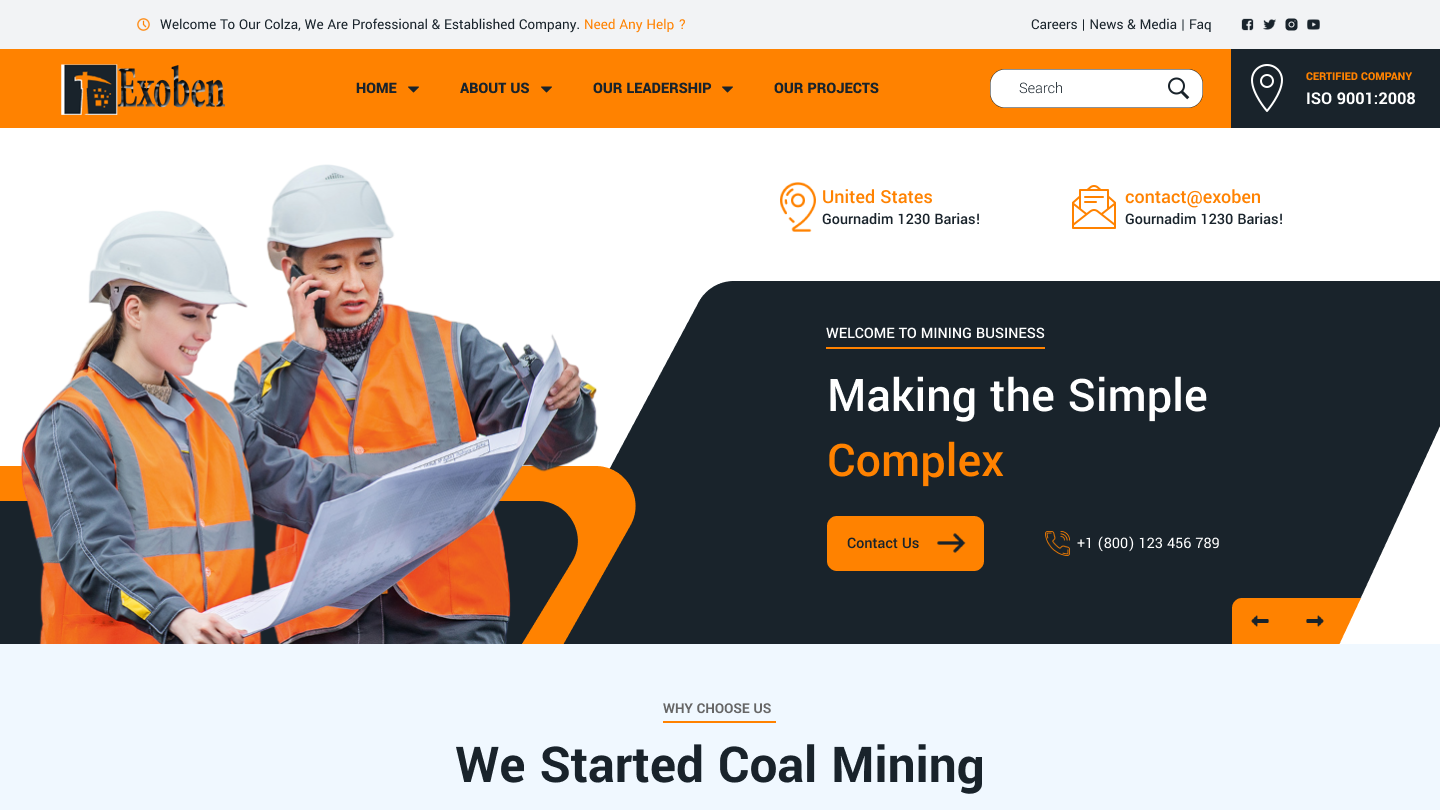 Welcome To Our Colza, We Are Professional & Established Company. Need Any Help ?
Careers | News & Media | Faq
Exoben
HOME
ABOUT US
OUR LEADERSHIP
OUR PROJECTS
Search
CERTIFIED COMPANY
ISO 9001:2008
United States
Gournadim 1230 Barias!
contact@exoben
Gournadim 1230 Barias!
WELCOME TO MINING BUSINESS
Making the Simple
Complex
Contact Us
+1 (800) 123 456 789
WHY CHOOSE US
We Started Coal Mining